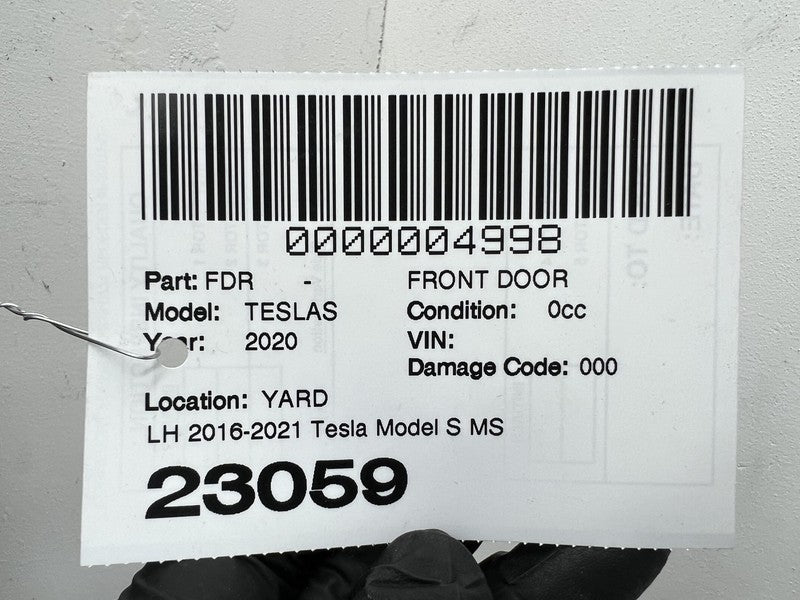 0000004998
Part: FDR - FRONT DOOR
Model: TESLAS Condition: 0cc
Year: 2020 VIN:
Damage Code: 000
Location: YARD
LH 2016-2021 Tesla Model S MS
23059